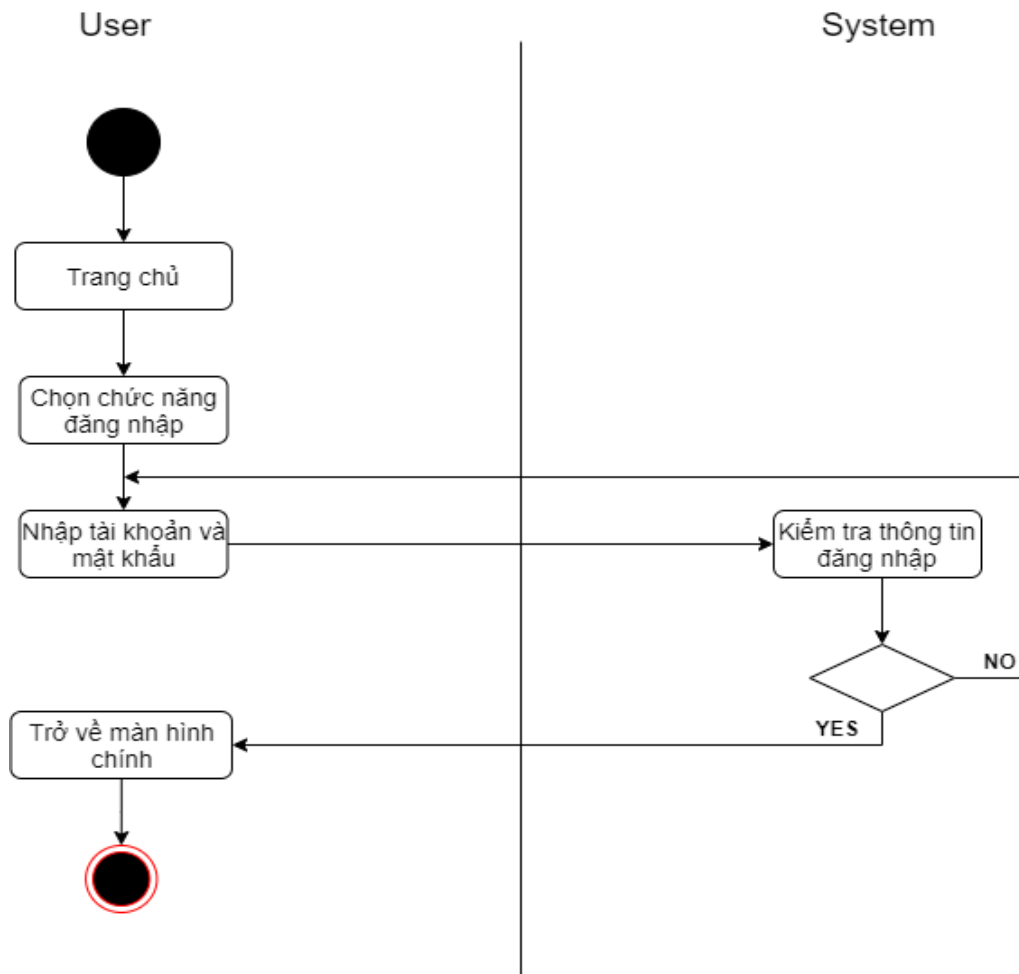 User
System
Trang chủ
Chọn chức năng
đăng nhập
Nhập tài khoản và
mật khẩu
Kiểm tra thông tin
đăng nhập
NO
YES
Trở về màn hình
chính